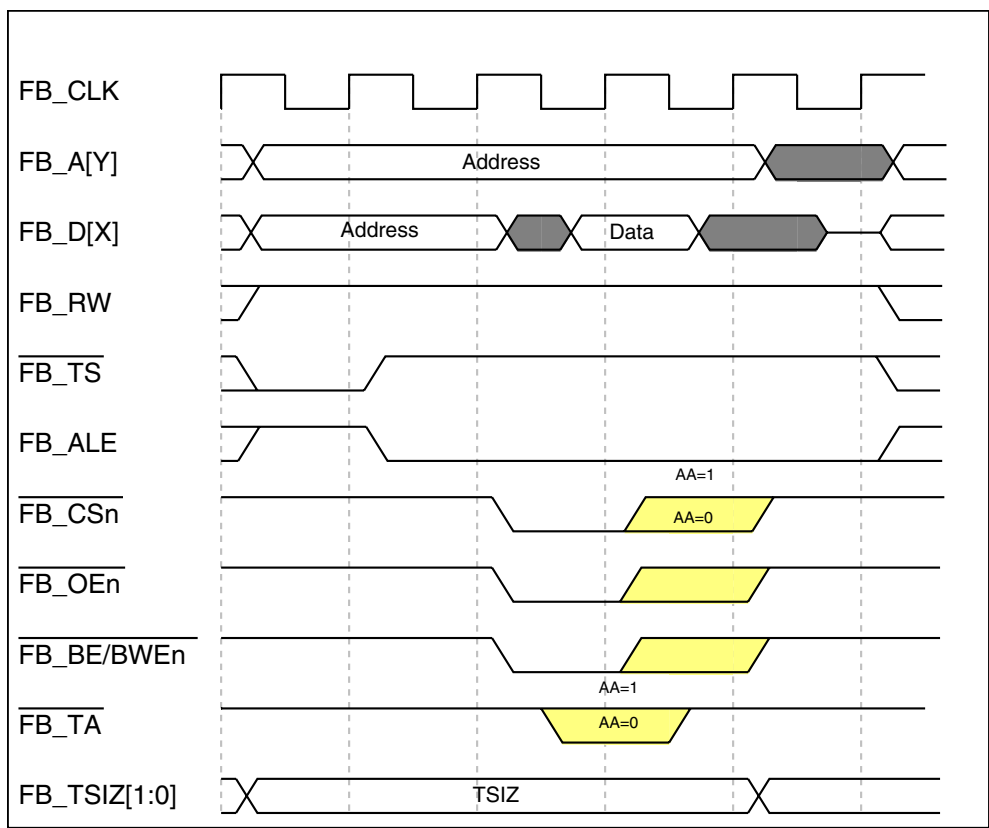 FB_CLK
FB_A[Y] Address
FB_D[X] Address Data
FB_RW
FB_TS
FB_ALE
AA=1
FB_CSn AA=0
FB_OEn
FB_BE/BWEn
AA=1
FB_TA AA=0
FB_TSIZ[1:0] TSIZ